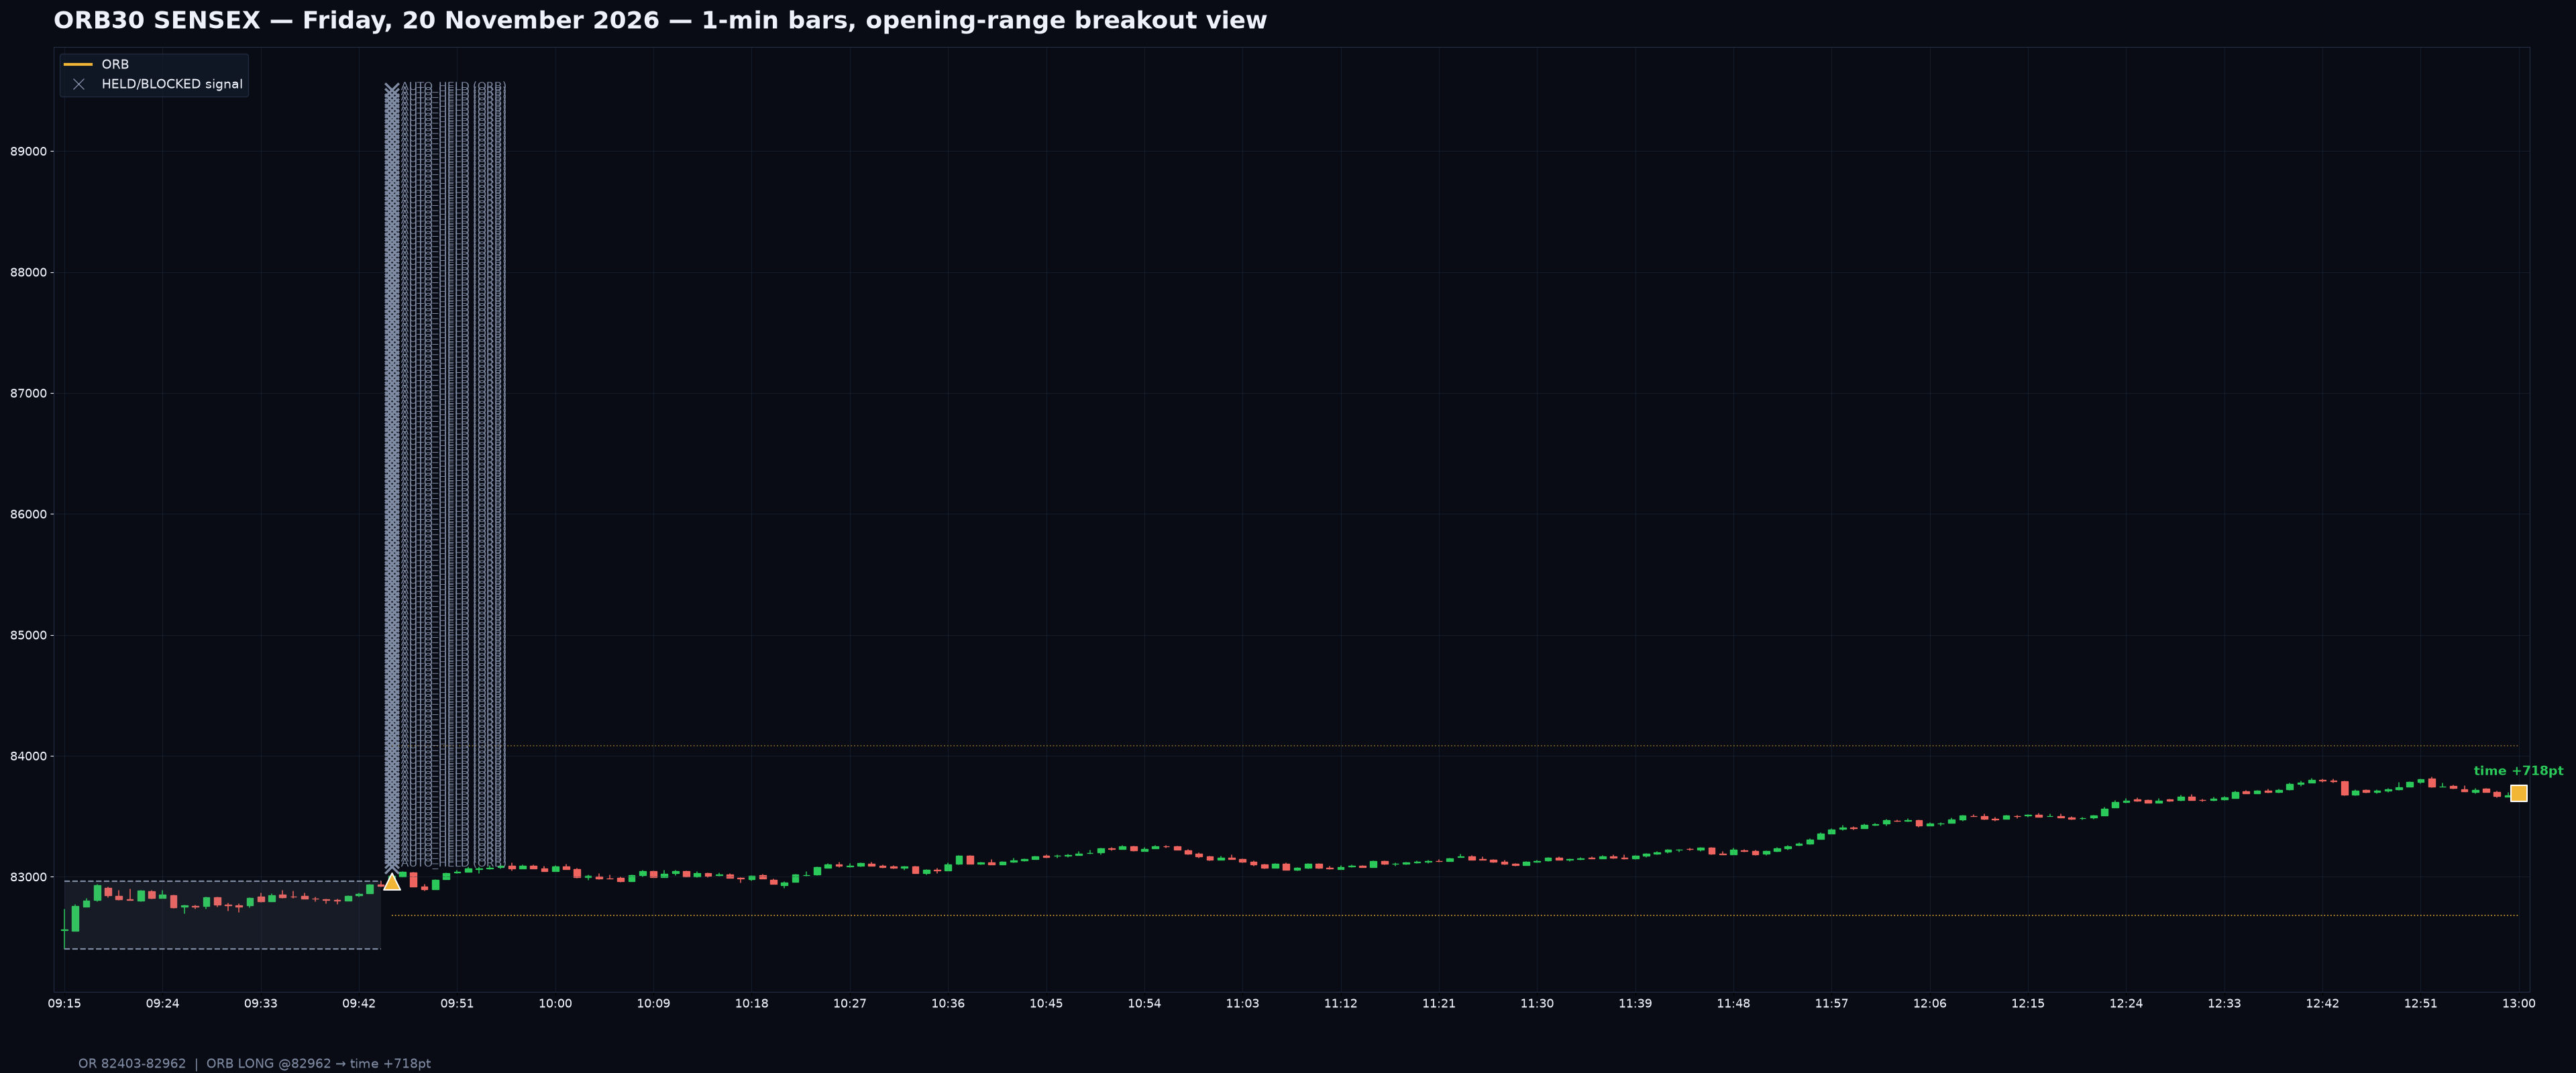 ORB30 SENSEX — Friday, 20 November 2026 — 1-min bars, opening-range breakout view
ORB
HELD/BLOCKED signal
AUTO_HELD (ORB)
89000
88000
87000
86000
85000
84000
83000
time +718pt
AUTO_HELD (ORB)
09:15 09:24 09:33 09:42 09:51 10:00 10:09 10:18 10:27 10:36 10:45 10:54 11:03 11:12 11:21 11:30 11:39 11:48 11:57 12:06 12:15 12:24 12:33 12:42 12:51 13:00
OR 82403-82962 | ORB LONG @82962 → time +718pt